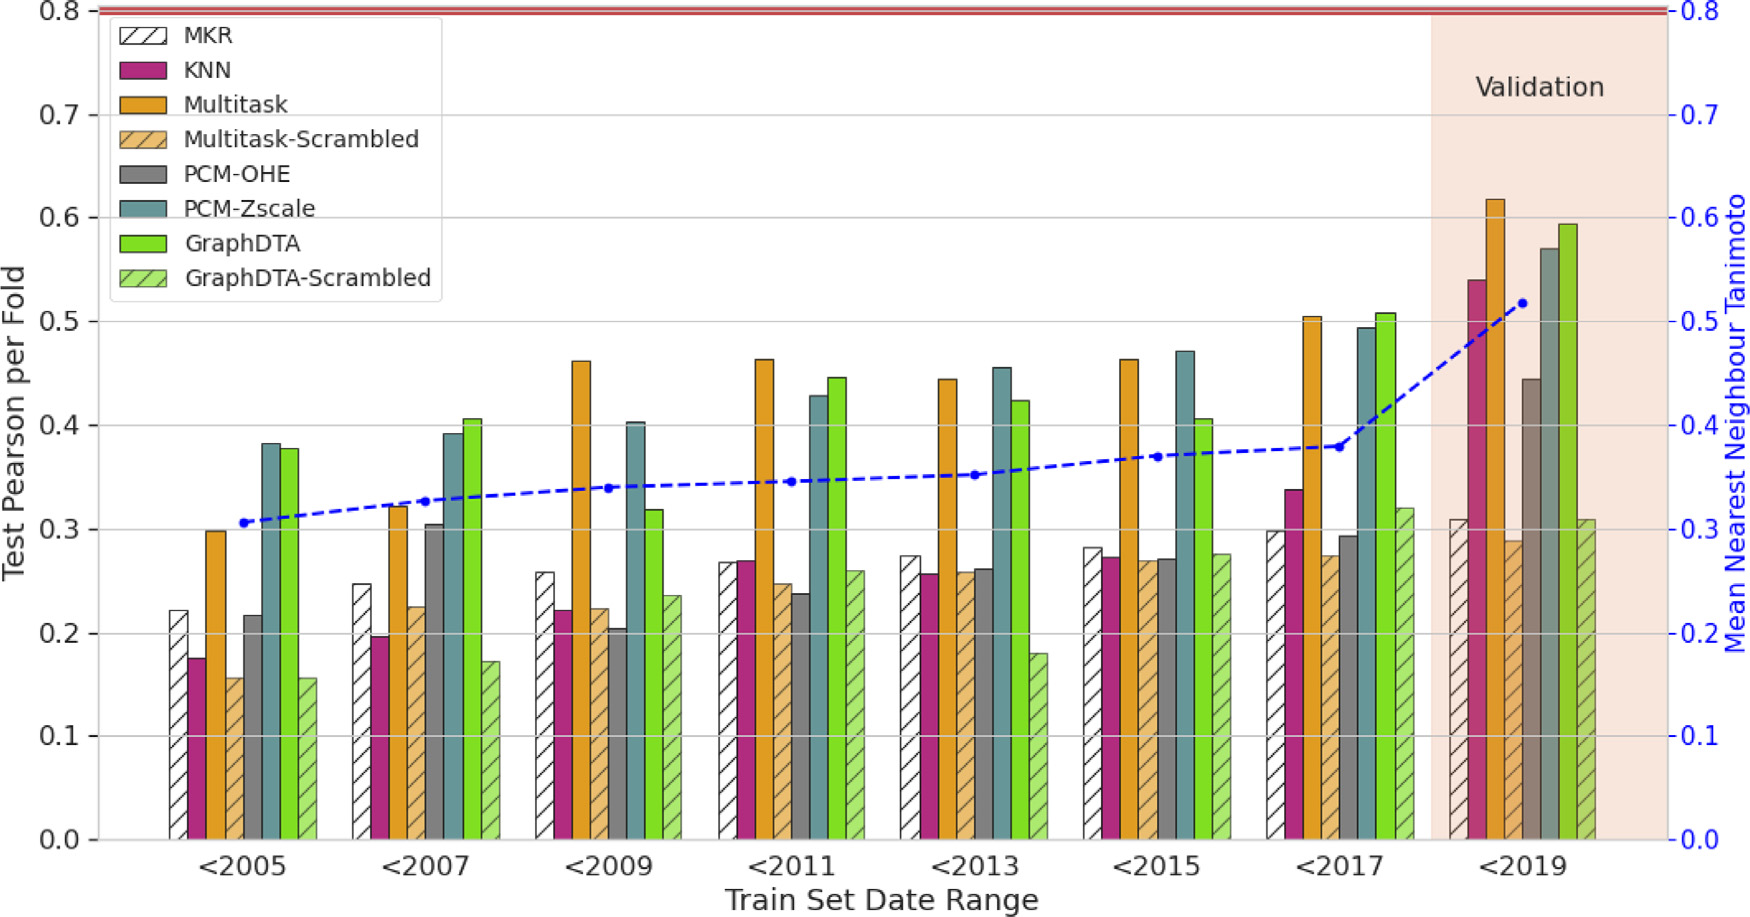 0.8
0.7
0.6
0.5
0.4
0.3
0.2
0.1
0.0
Test Pearson per Fold
MKR
KNN
Multitask
Multitask-Scrambled
PCM-OHE
PCM-Zscale
GraphDTA
GraphDTA-Scrambled
Validation
0.8
0.7
0.6
0.5
0.4
0.3
0.2
0.1
0.0
Mean Nearest Neighbour Tanimoto
<2005 <2007 <2009 <2011 <2013 <2015 <2017 <2019
Train Set Date Range